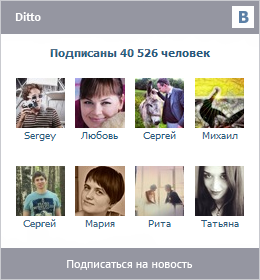 Ditto
B
Подписаны 40 526 человек
Sergey Любовь Сергей Михаил
Сергей Мария Рита Татьяна
Подписаться на новость